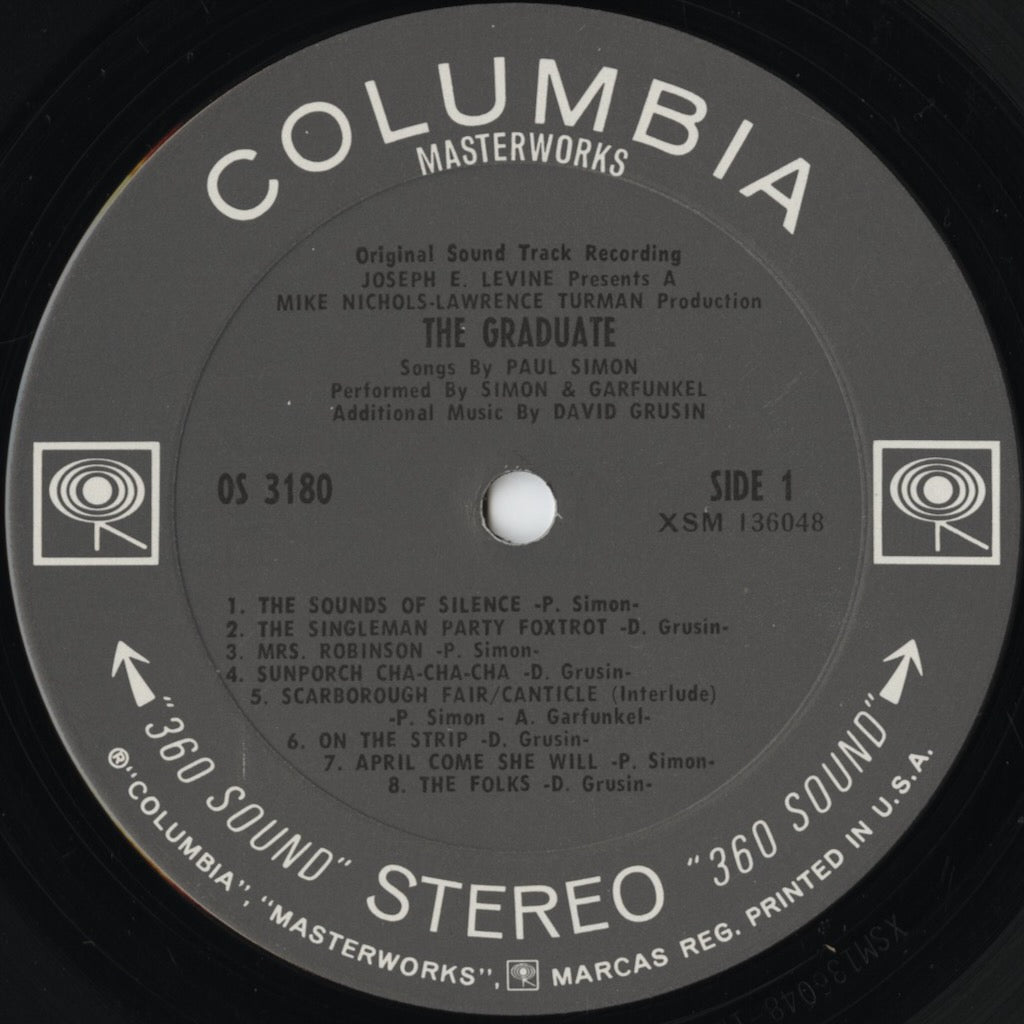 COLUMBIA
MASTERWORKS
Original Sound Track Recording
JOSEPH E. LEVINE Presents A
MIKE NICHOLS-LAWRENCE TURMAN Production
THE GRADUATE
Songs By PAUL SIMON
Performed By SIMON & GARFUNKEL
Additional Music By DAVID GRUSIN
OS 3180
SIDE 1
XSM 136048
1. THE SOUNDS OF SILENCE -P. Simon-
2. THE SINGLEMAN PARTY FOXTROT -D. Grusin-
3. MRS. ROBINSON -P. Simon-
4. SUNPORCH CHA-CHA-CHA -D. Grusin-
5. SCARBOROUGH FAIR/CANTICLE (Interlude)
-P. Simon - A. Garfunkel-
6. ON THE STRIP -D. Grusin-
7. APRIL COME SHE WILL -P. Simon-
8. THE FOLKS -D. Grusin-
"360 SOUND" STEREO "360 SOUND"
®"COLUMBIA", "MASTERWORKS", MARCAS REG. PRINTED IN U.S.A.